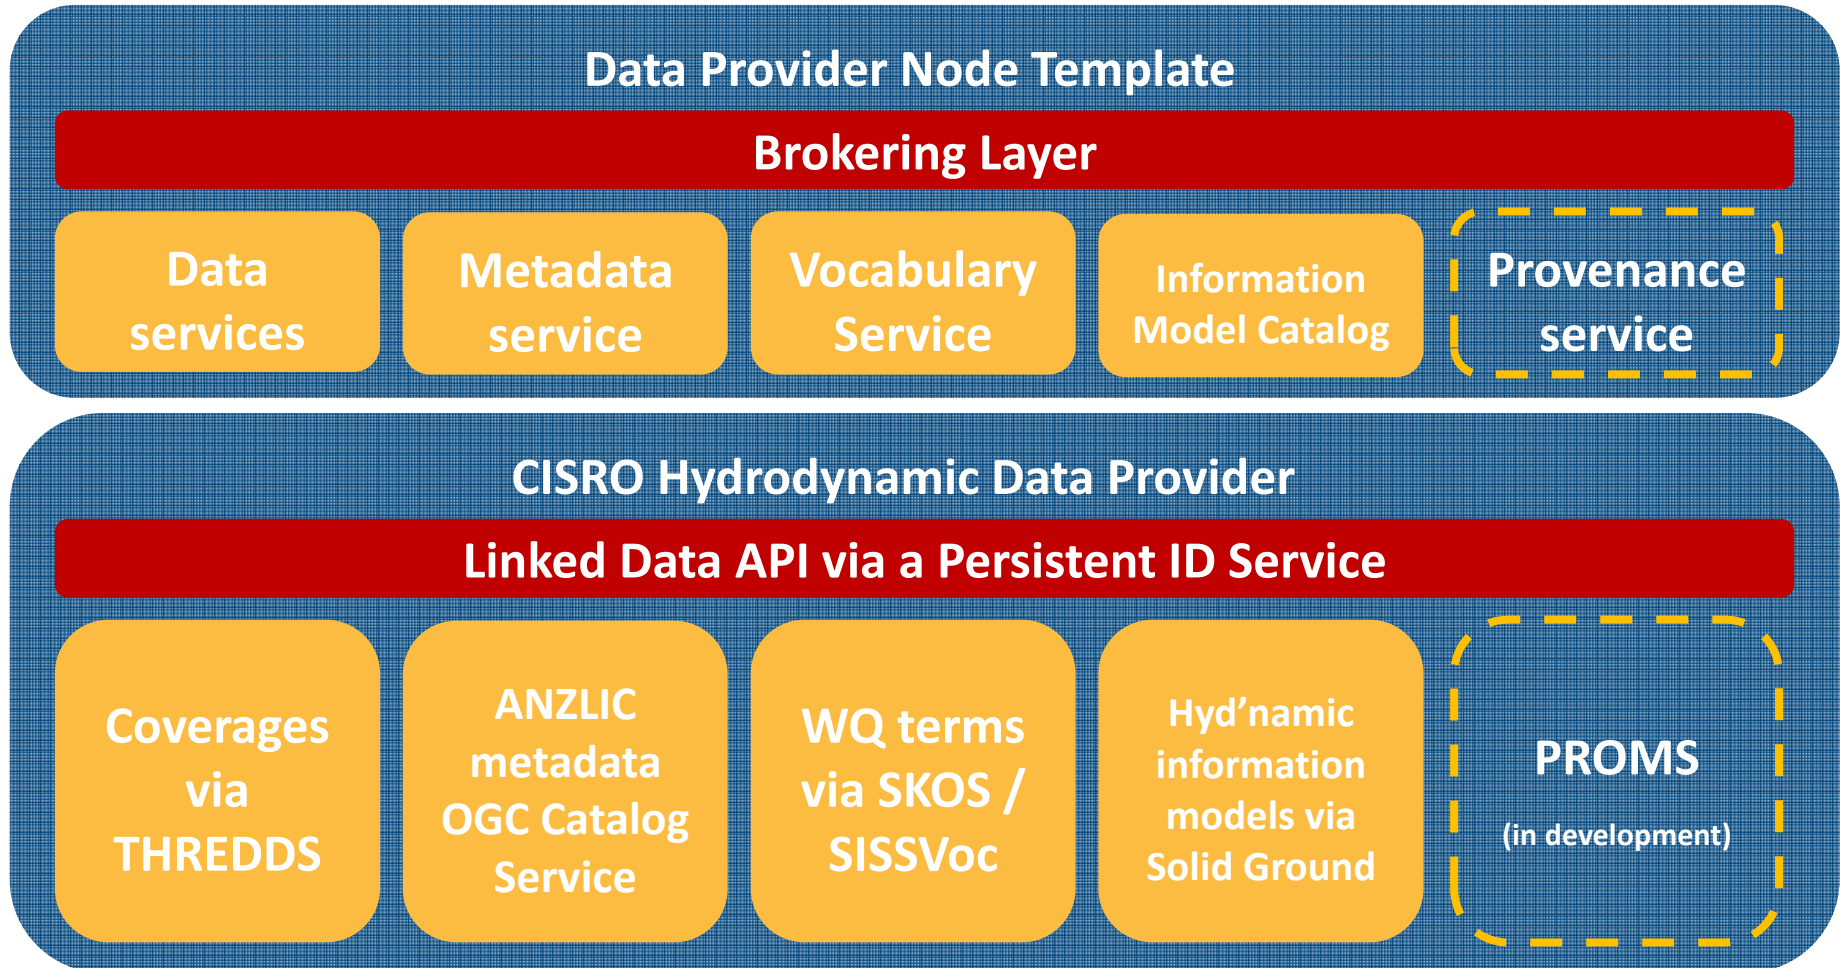 Data Provider Node Template
Brokering Layer
Data
services
Metadata
service
Vocabulary
Service
Information
Model Catalog
Provenance
service
CISRO Hydrodynamic Data Provider
Linked Data API via a Persistent ID Service
Coverages
via
THREDDS
ANZLIC
metadata
OGC Catalog
Service
WQ terms
via SKOS /
SISSVoc
Hyd’namic
information
models via
Solid Ground
PROMS
(in development)